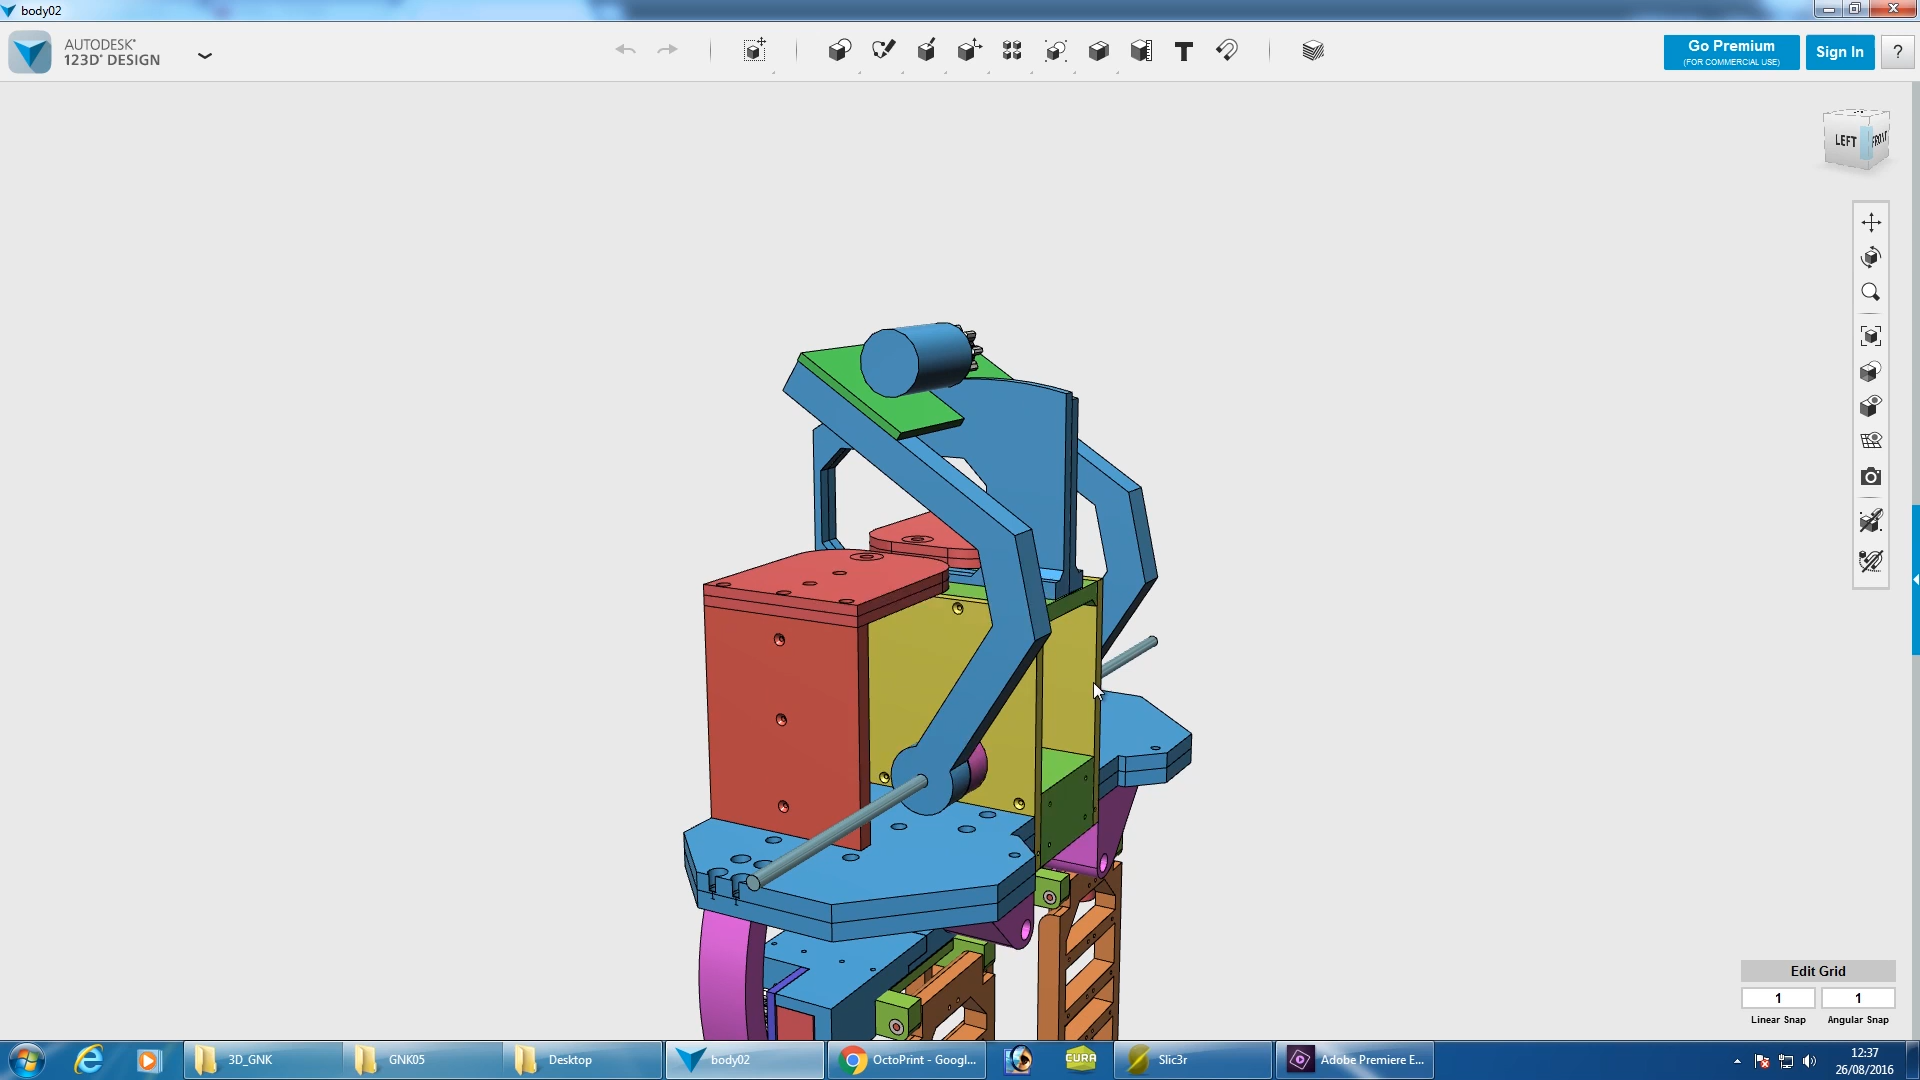 body02
AUTODESK®
123D® DESIGN
T
Go Premium
(FOR COMMERCIAL USE)
Sign In
?
LEFT
FRONT
Edit Grid
1
1
Linear Snap
Angular Snap
3D_GNK
GNK05
Desktop
body02
OctoPrint - Googl...
CURA
Slic3r
Adobe Premiere E...
12:37
26/08/2016